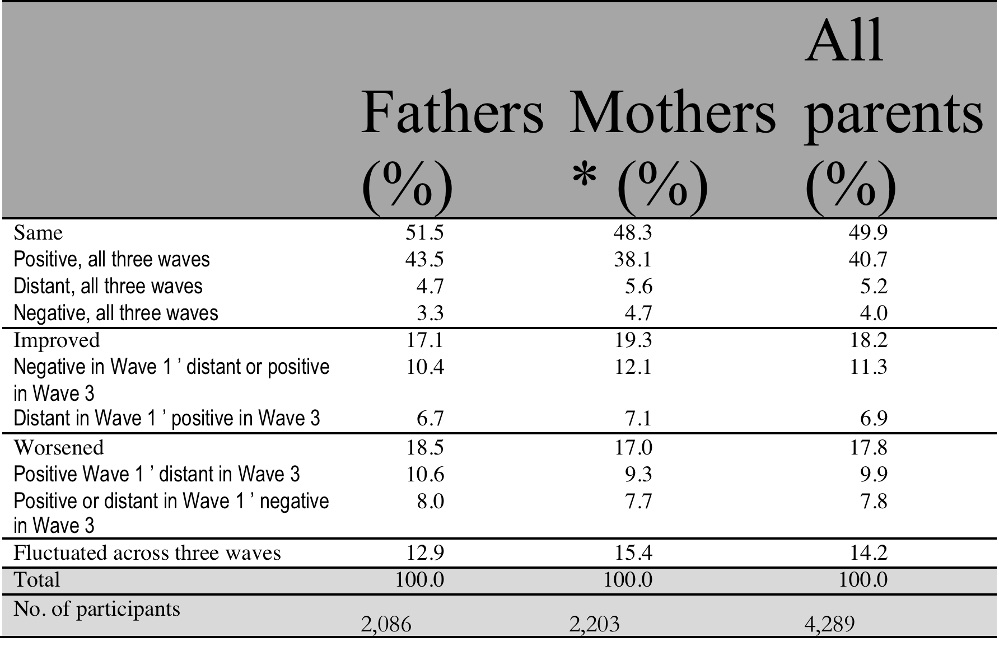 Fathers (%) Mothers * (%) All parents (%)
Same 51.5 48.3 49.9
Positive, all three waves 43.5 38.1 40.7
Distant, all three waves 4.7 5.6 5.2
Negative, all three waves 3.3 4.7 4.0
Improved 17.1 19.3 18.2
Negative in Wave 1 ’ distant or positive 10.4 12.1 11.3
in Wave 3
Distant in Wave 1 ’ positive in Wave 3 6.7 7.1 6.9
Worsened 18.5 17.0 17.8
Positive Wave 1 ’ distant in Wave 3 10.6 9.3 9.9
Positive or distant in Wave 1 ’ negative 8.0 7.7 7.8
in Wave 3
Fluctuated across three waves 12.9 15.4 14.2
Total 100.0 100.0 100.0
No. of participants
2,086 2,203 4,289